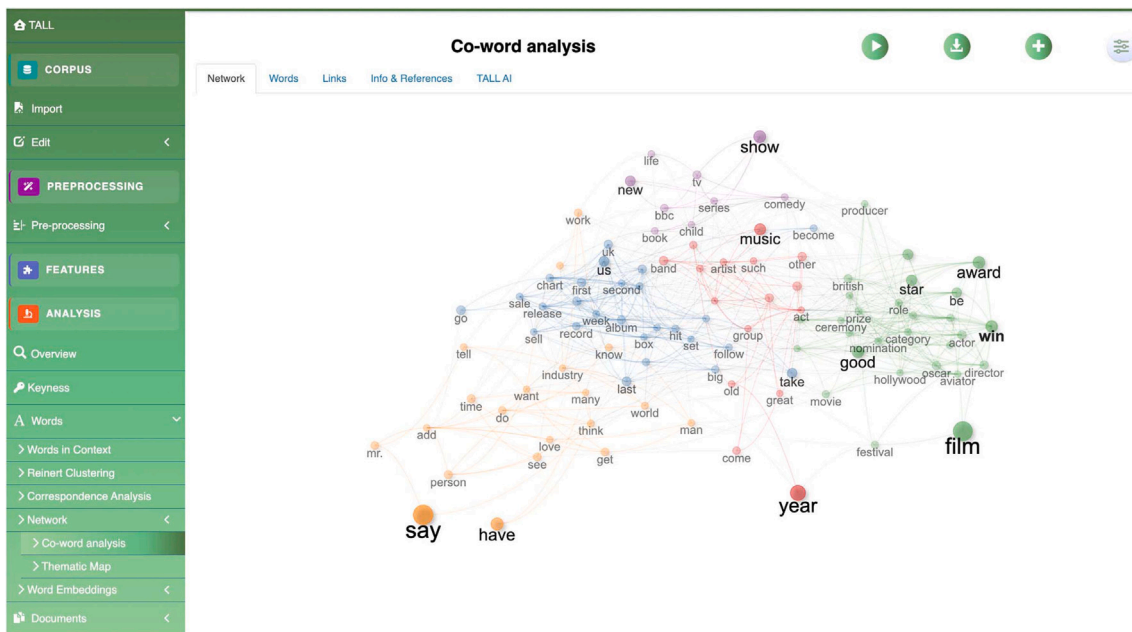 TALL
CORPUS
Import
Edit
PREPROCESSING
Pre-processing
FEATURES
ANALYSIS
Overview
Keyness
Words
Words in Context
Reinert Clustering
Correspondence Analysis
Network
Co-word analysis
Thematic Map
Word Embeddings
Documents
Co-word analysis
Network Words Links Info & References TALL AI
show
life
tv
new
series
comedy
bbc
producer
work
book
child
music
become
uk
us
band
artist
such
other
award
chart
first
second
british
star
be
sale
release
role
go
week
album
prize
act
ceremony
sell
record
hit
group
win
box
set
category
actor
nomination
tell
know
follow
good
industry
big
take
oscar
director
hollywood
aviator
last
old
want
many
great
movie
time
do
world
add
think
man
film
mr.
love
see
get
come
festival
person
year
say
have